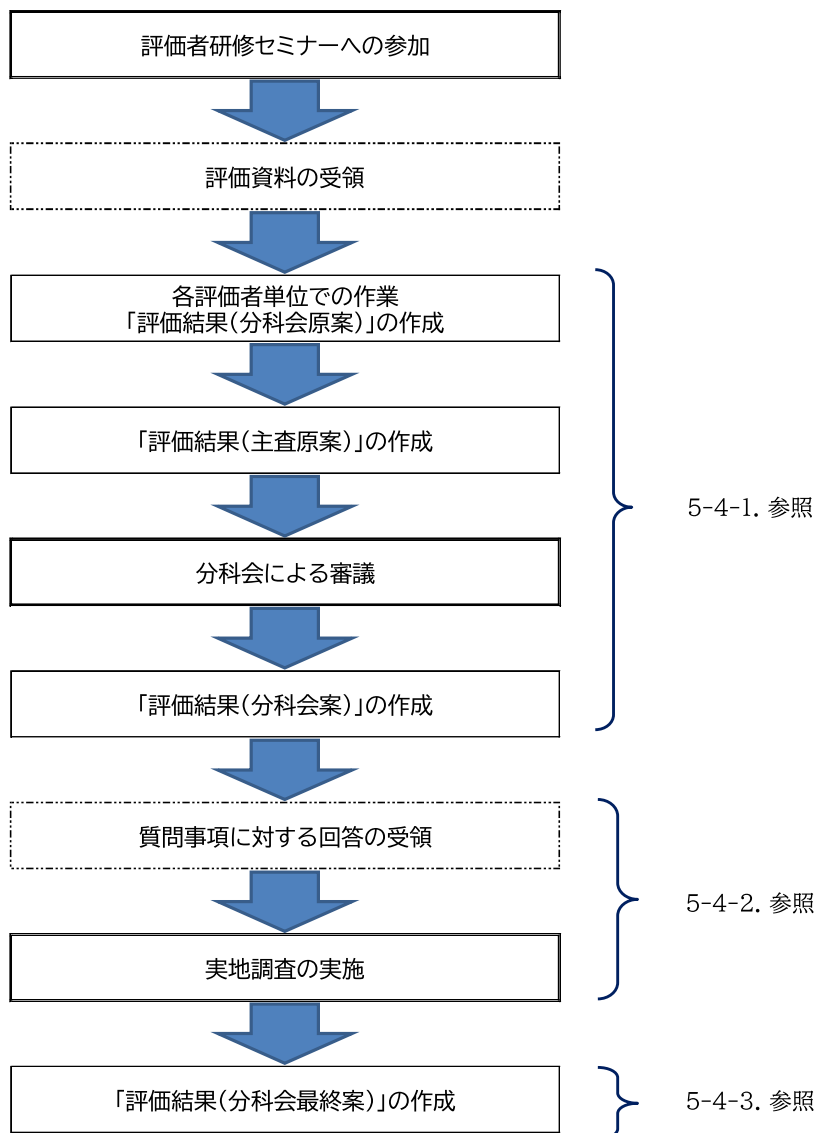 評価者研修セミナーへの参加
評価資料の受領
各評価者単位での作業
「評価結果(分科会原案)」の作成
「評価結果(主査原案)」の作成
5-4-1. 参照
分科会による審議
「評価結果(分科会案)」の作成
質問事項に対する回答の受領
5-4-2. 参照
実地調査の実施
「評価結果(分科会最終案)」の作成
5-4-3. 参照